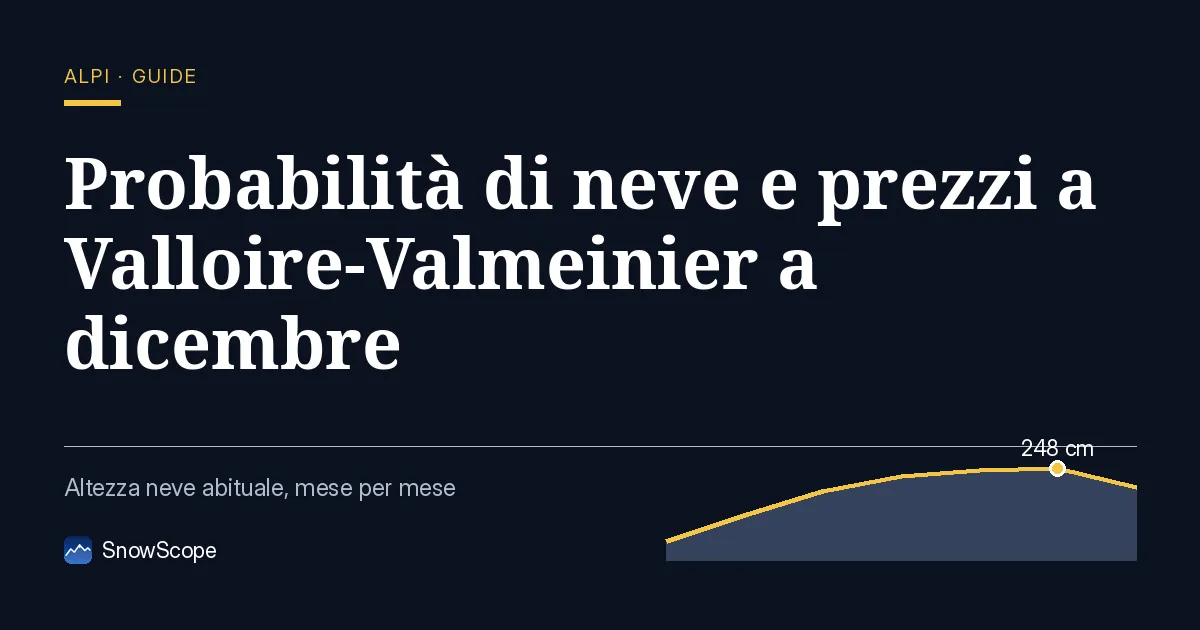 ALPI · GUIDE
Probabilità di neve e prezzi a
Valloire-Valmeinier a
dicembre
248 cm
Altezza neve abituale, mese per mese
SnowScope